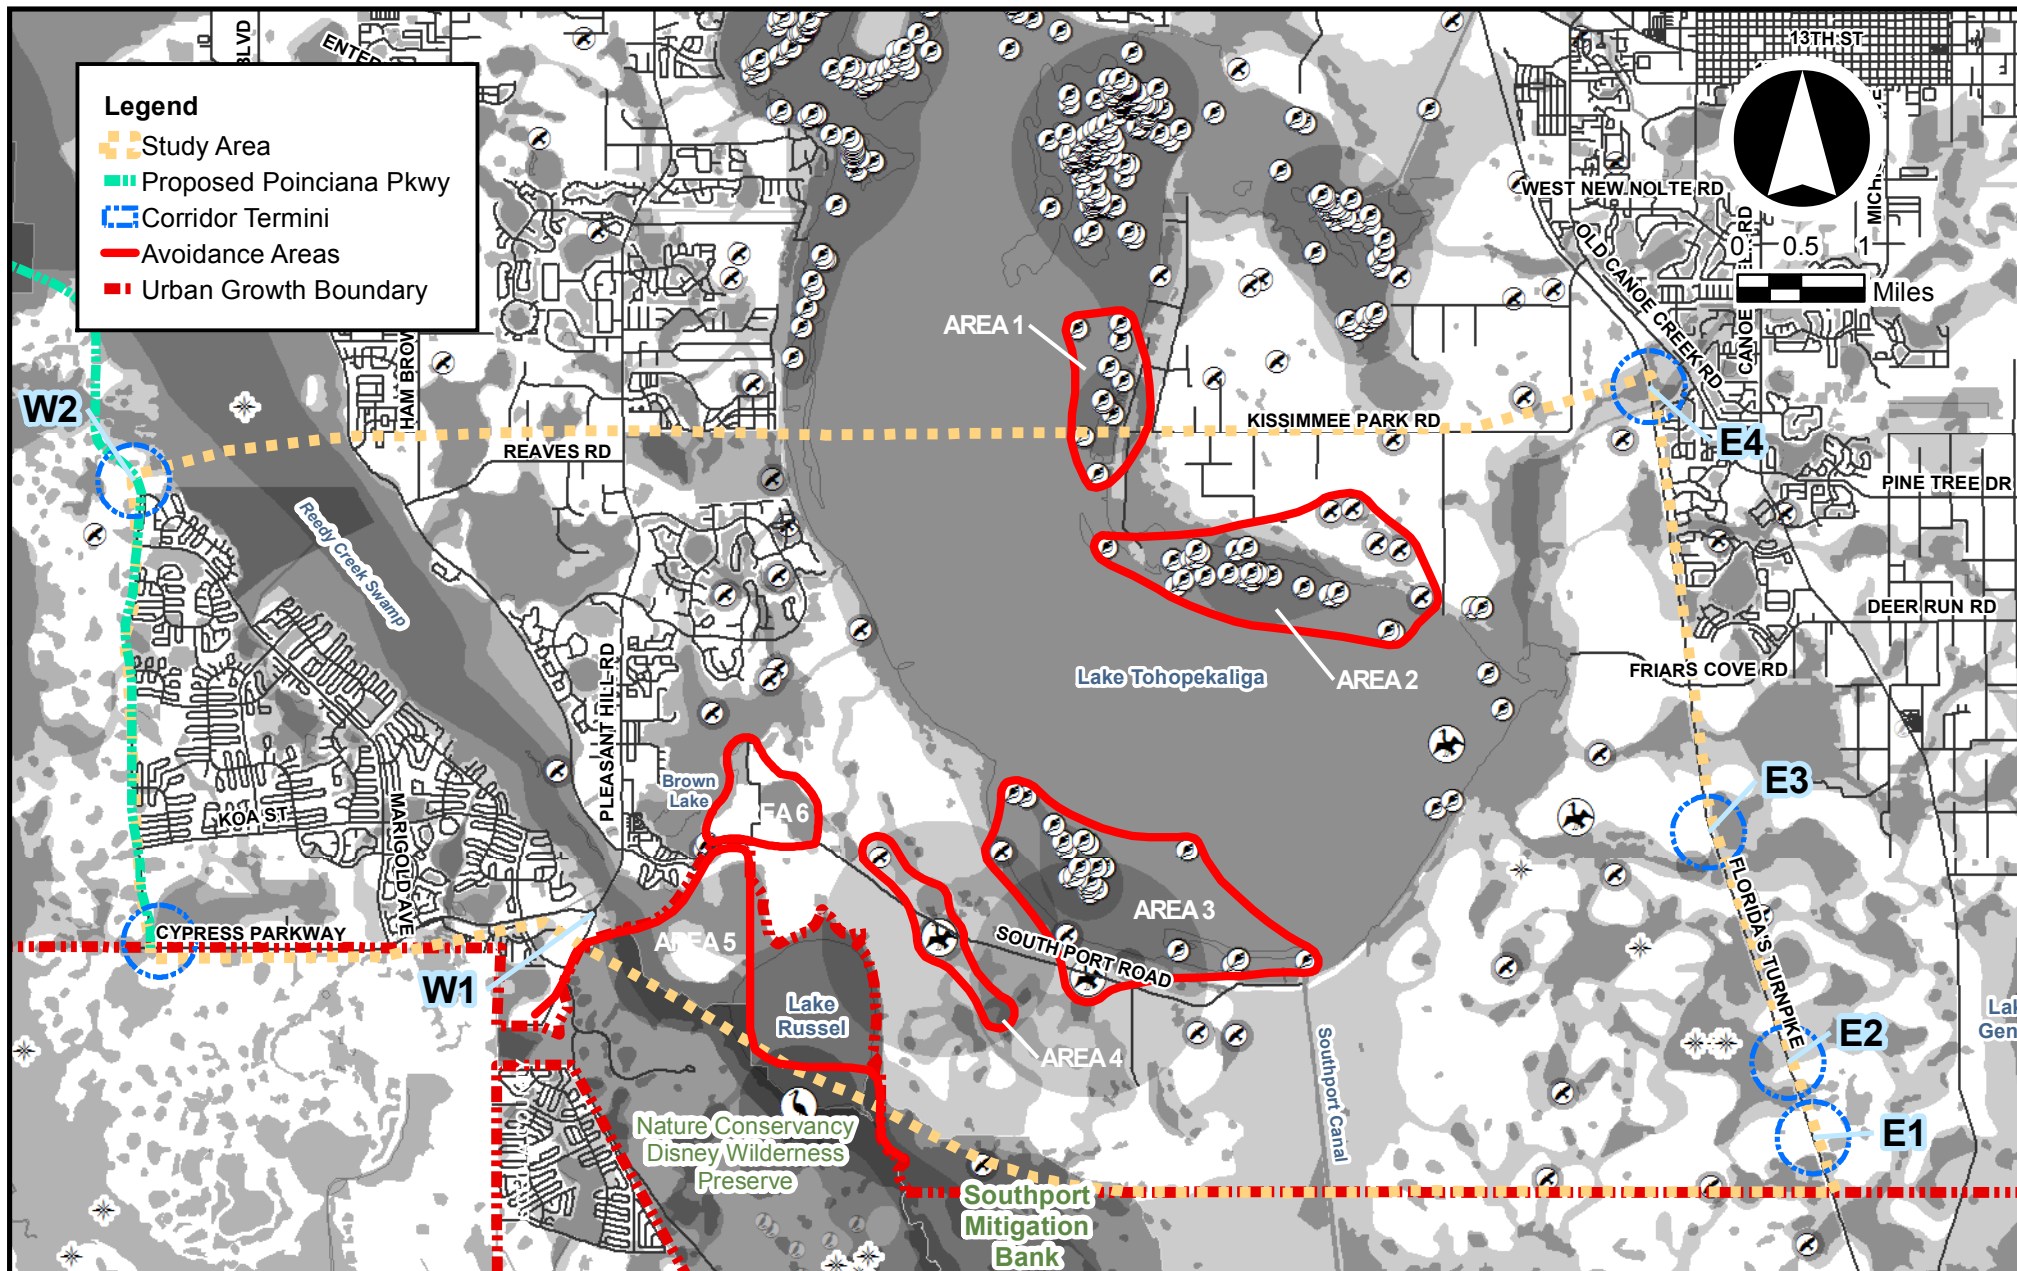 BLVD
13TH ST
Legend
Study Area
Proposed Poinciana Pkwy
Corridor Termini
Avoidance Areas
Urban Growth Boundary
WEST NEW NOLTE RD
OLD CANOE CREEK RD
0
0.5
1
Miles
AREA 1
W2
KISSIMMEE PARK RD
REAVES RD
E4
PINE TREE DR
Reedy Creek Swamp
DEER RUN RD
PLEASANT HILL RD
FRIARS COVE RD
Lake Tohopekaliga
AREA 2
Brown
Lake
E3
KOA ST
MARIGOLD AVE
EA 6
AREA 3
CYPRESS PARKWAY
AREA 5
SOUTHPORT ROAD
FLORIDA'S TURNPIKE
W1
Lake
Russel
AREA 4
Southport Canal
E2
E1
Nature Conservancy
Disney Wilderness
Preserve
Southport
Mitigation
Bank